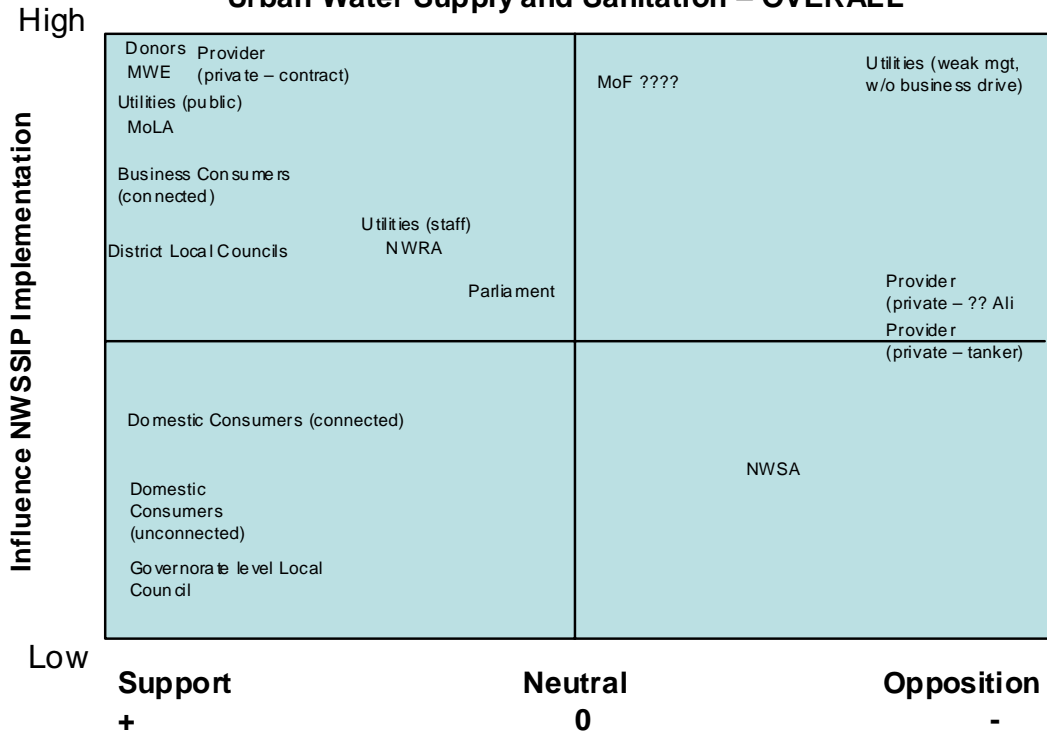 Urban Water Supply and Sanitation – OVERALL
High
Influence NWSSIP Implementation
Donors
MWE
Provider
(private – contract)
Utilities (public)
MoLA
Business Consumers
(connected)
Utilities (staff)
NWRA
District Local Councils
Parliament
MoF ????
Utilities (weak mgt,
w/o business drive)
Provider
(private – ?? Ali
Provider
(private – tanker)
Domestic Consumers (connected)
Domestic
Consumers
(unconnected)
Governorate level Local
Council
NWSA
Low
Support
+
Neutral
0
Opposition
-